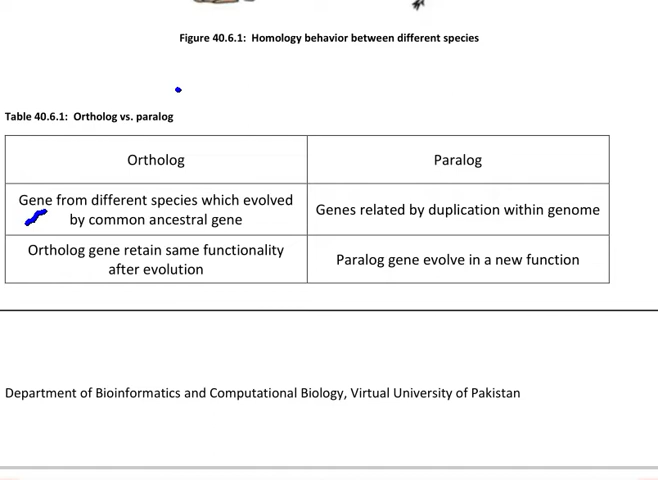 Figure 40.6.1: Homology behavior between different species
Table 40.6.1: Ortholog vs. paralog
Ortholog
Paralog
Gene from different species which evolved
by common ancestral gene
Genes related by duplication within genome
Ortholog gene retain same functionality
after evolution
Paralog gene evolve in a new function
Department of Bioinformatics and Computational Biology, Virtual University of Pakistan